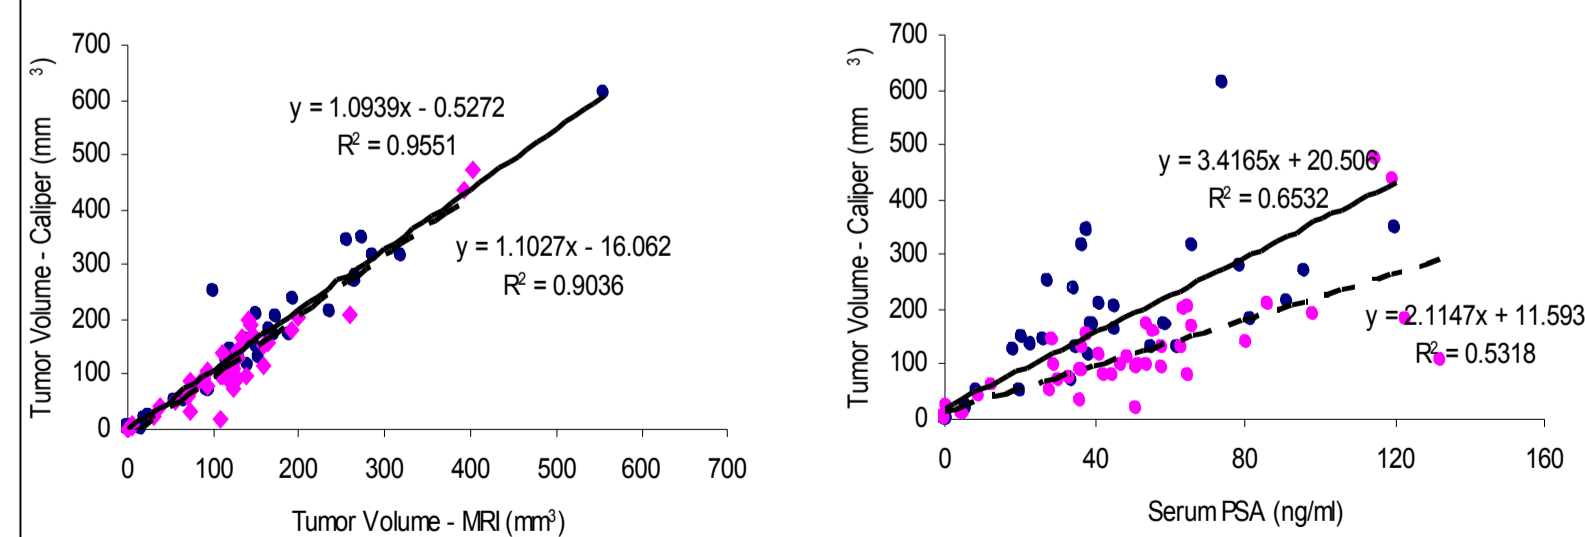 700
600
500
400
300
200
100
0
Tumor Volume - Caliper (mm³)
y = 1.0939x - 0.5272
R² = 0.9551
y = 1.1027x - 16.062
R² = 0.9036
0 100 200 300 400 500 600 700
Tumor Volume - MRI (mm³)
700
600
500
400
300
200
100
0
Tumor Volume - Caliper (mm³)
y = 3.4165x + 20.506
R² = 0.6532
y = 2.1147x + 11.593
R² = 0.5318
0 40 80 120 160
Serum PSA (ng/ml)